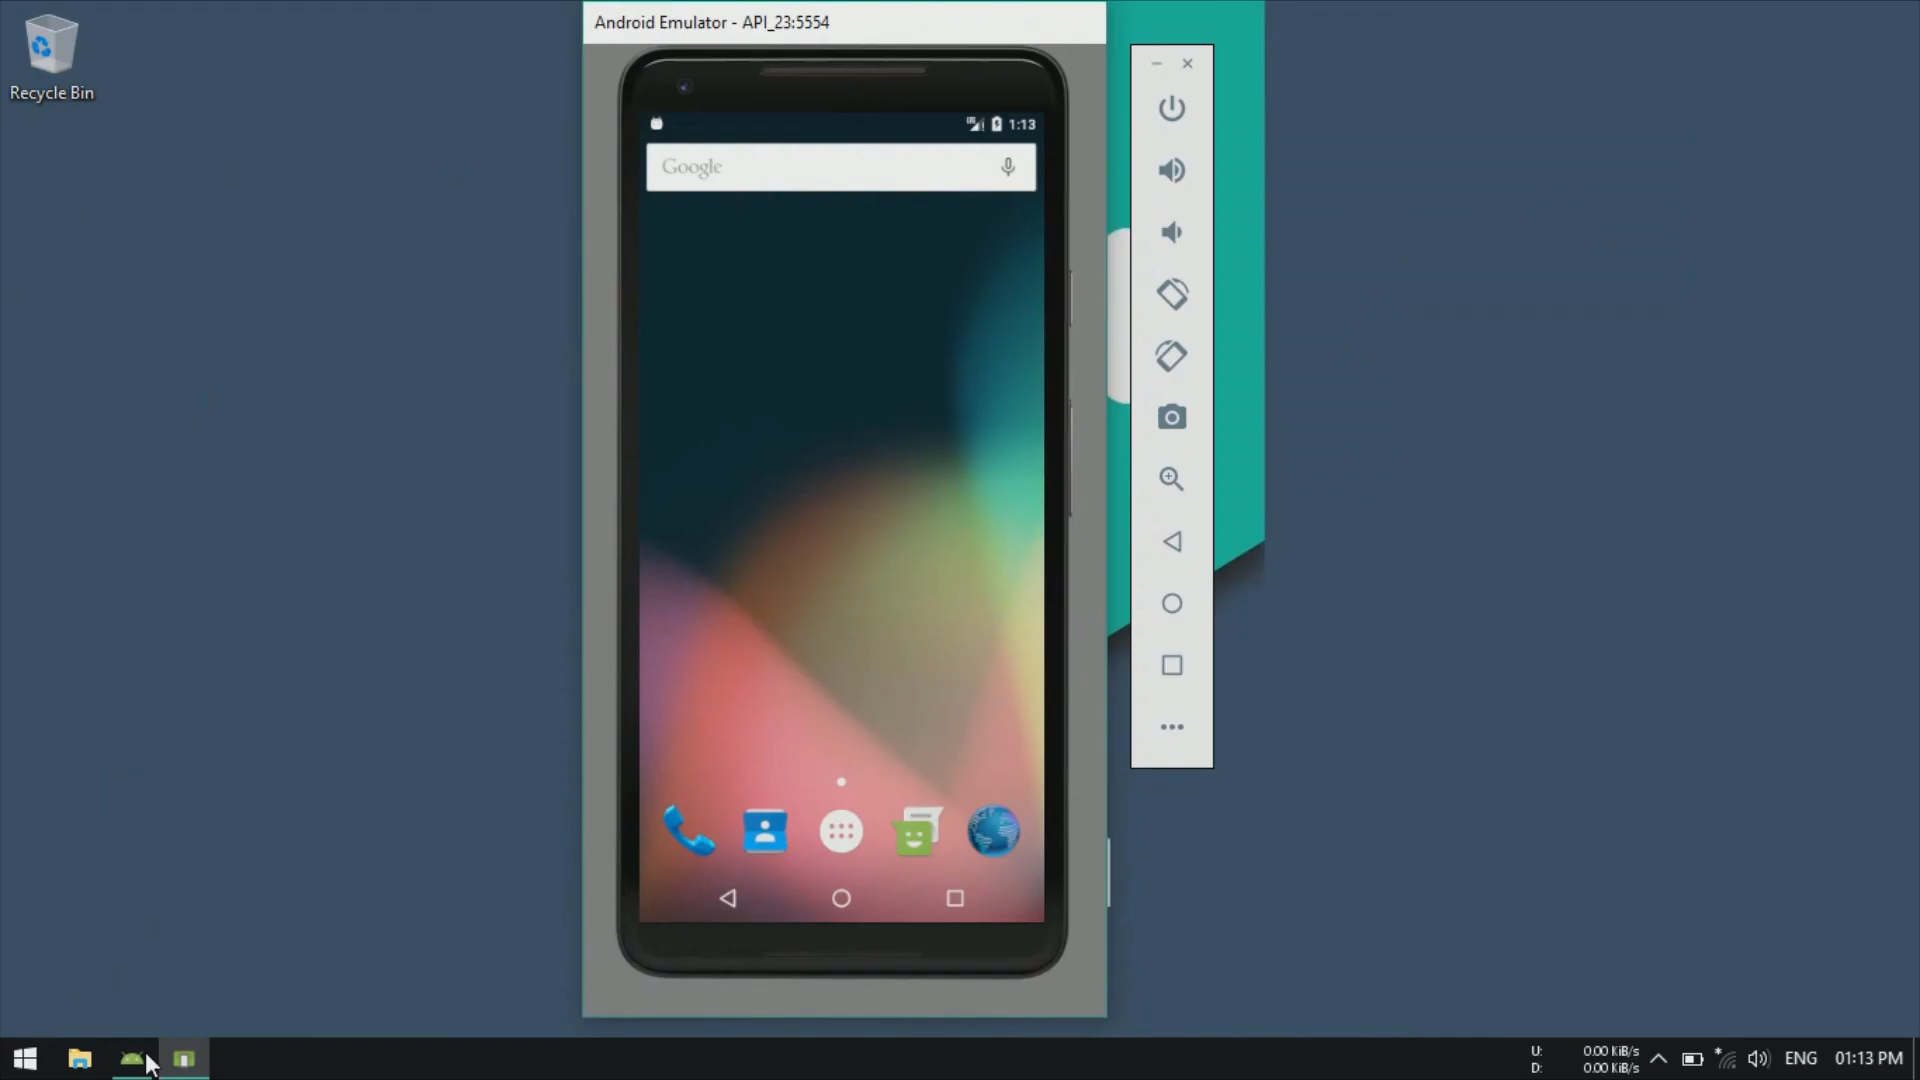 Android Emulator - API_23:5554
Recycle Bin
1:13
Google
U: 0.00 KiB/s
D: 0.00 KiB/s
ENG
01:13 PM